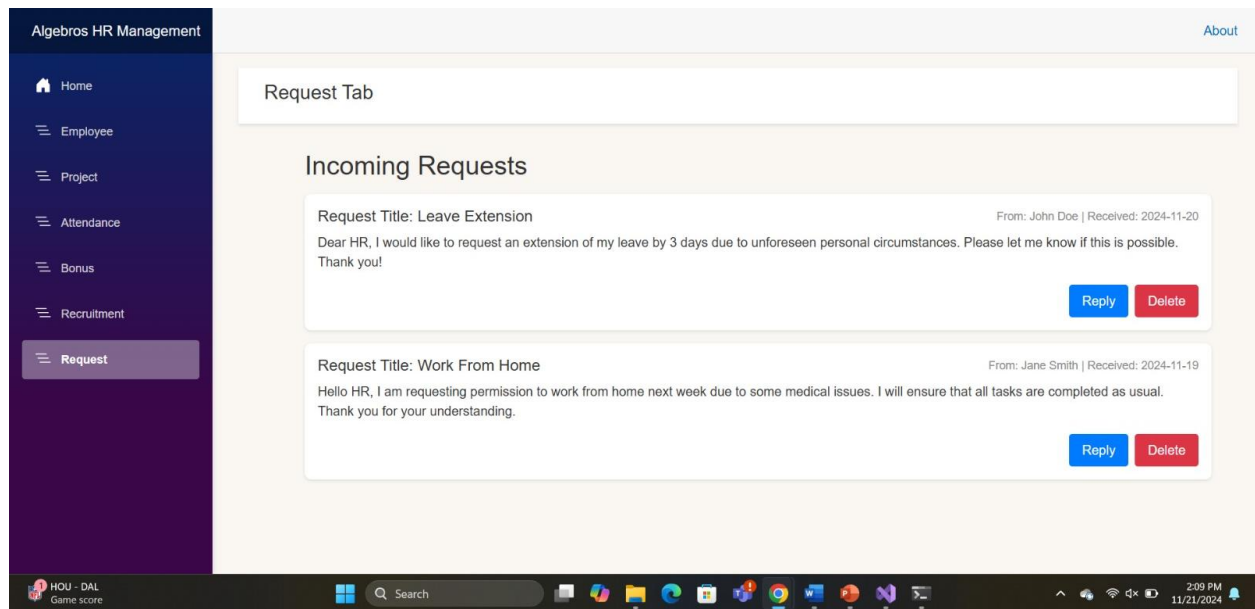 Algebros HR Management
About
Home
Employee
Project
Attendance
Bonus
Recruitment
Request
Request Tab
Incoming Requests
Request Title: Leave Extension
From: John Doe | Received: 2024-11-20
Dear HR, I would like to request an extension of my leave by 3 days due to unforeseen personal circumstances. Please let me know if this is possible.
Thank you!
Reply
Delete
Request Title: Work From Home
From: Jane Smith | Received: 2024-11-19
Hello HR, I am requesting permission to work from home next week due to some medical issues. I will ensure that all tasks are completed as usual.
Thank you for your understanding.
Reply
Delete
1
HOU - DAL
Game score
Search
2:09 PM
11/21/2024